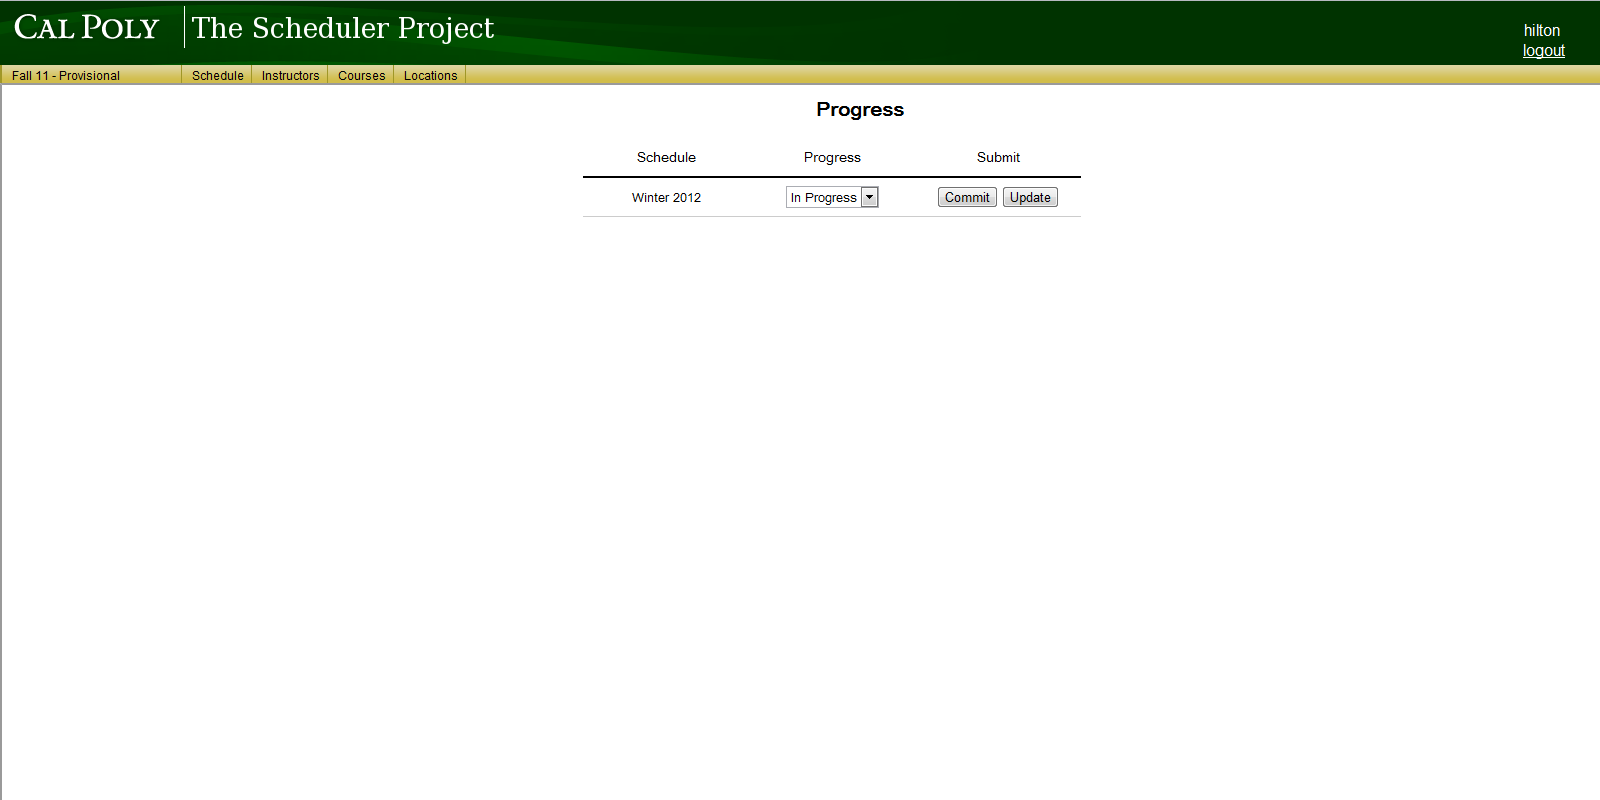 CAL POLY The Scheduler Project
hilton
logout
Fall 11 - Provisional Schedule Instructors Courses Locations
Progress
Schedule Progress Submit
Winter 2012 In Progress Commit Update